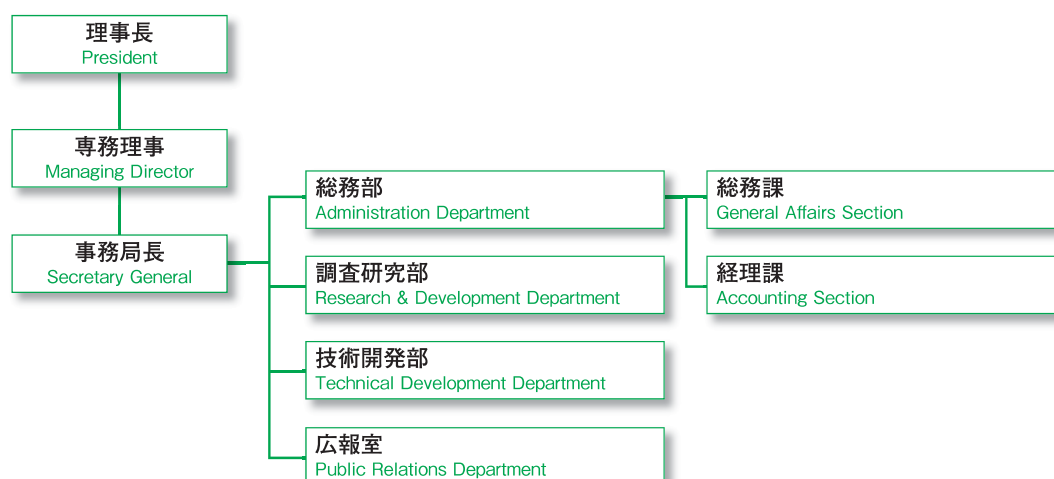 理事長
President
専務理事
Managing Director
事務局長
Secretary General
総務部
Administration Department
調査研究部
Research & Development Department
技術開発部
Technical Development Department
広報室
Public Relations Department
総務課
General Affairs Section
経理課
Accounting Section